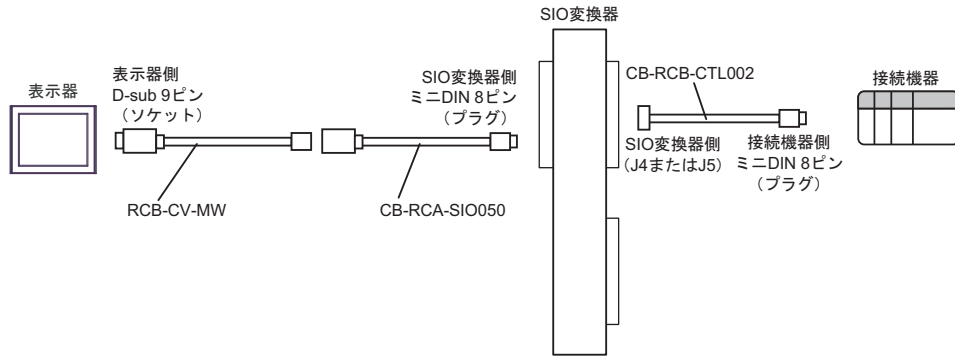 SIO変換器
表示器
表示器側
D-sub 9ピン
（ソケット）
SIO変換器側
ミニDIN 8ピン
（プラグ）
CB-RCB-CTL002
接続機器
SIO変換器側
（J4またはJ5）
接続機器側
ミニDIN 8ピン
（プラグ）
RCB-CV-MW
CB-RCA-SIO050